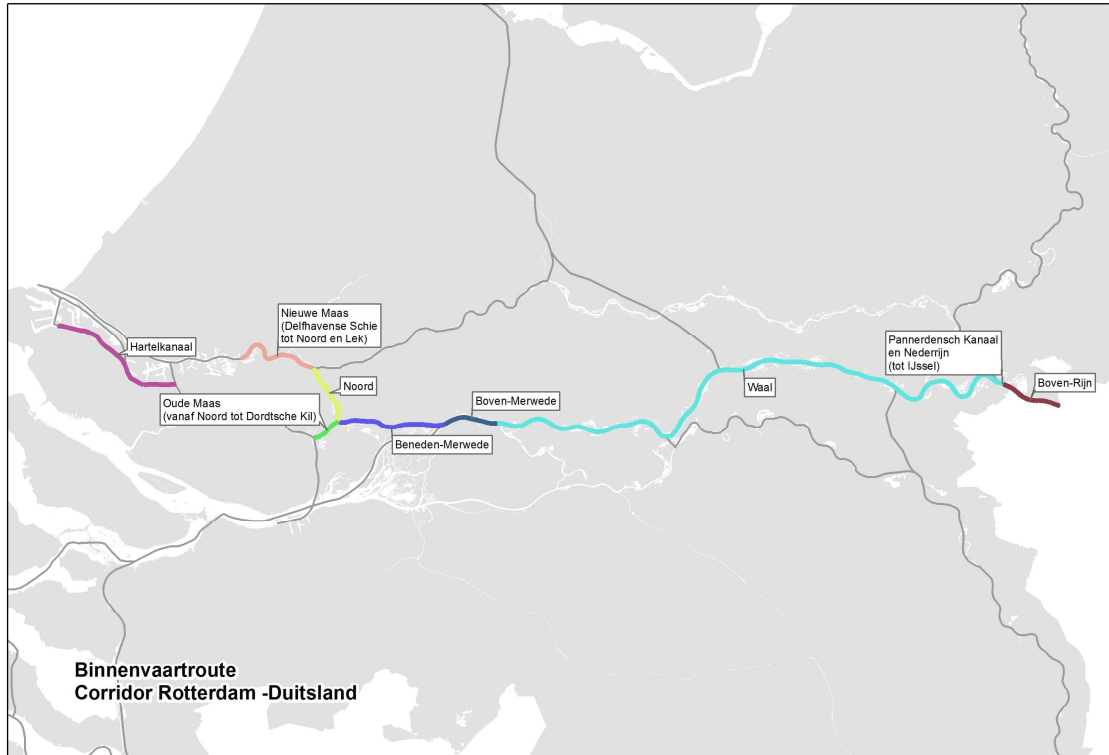 Nieuwe Maas
(Delfhavense Schie
tot Noord en Lek)
Hartelkanaal
Pannerdensch Kanaal
en Nederrijn
(tot IJssel)
Noord
Waal
Boven-Rijn
Oude Maas
(vanaf Noord tot Dordtsche Kil)
Boven-Merwede
Beneden-Merwede
Binnenvaartroute
Corridor Rotterdam -Duitsland